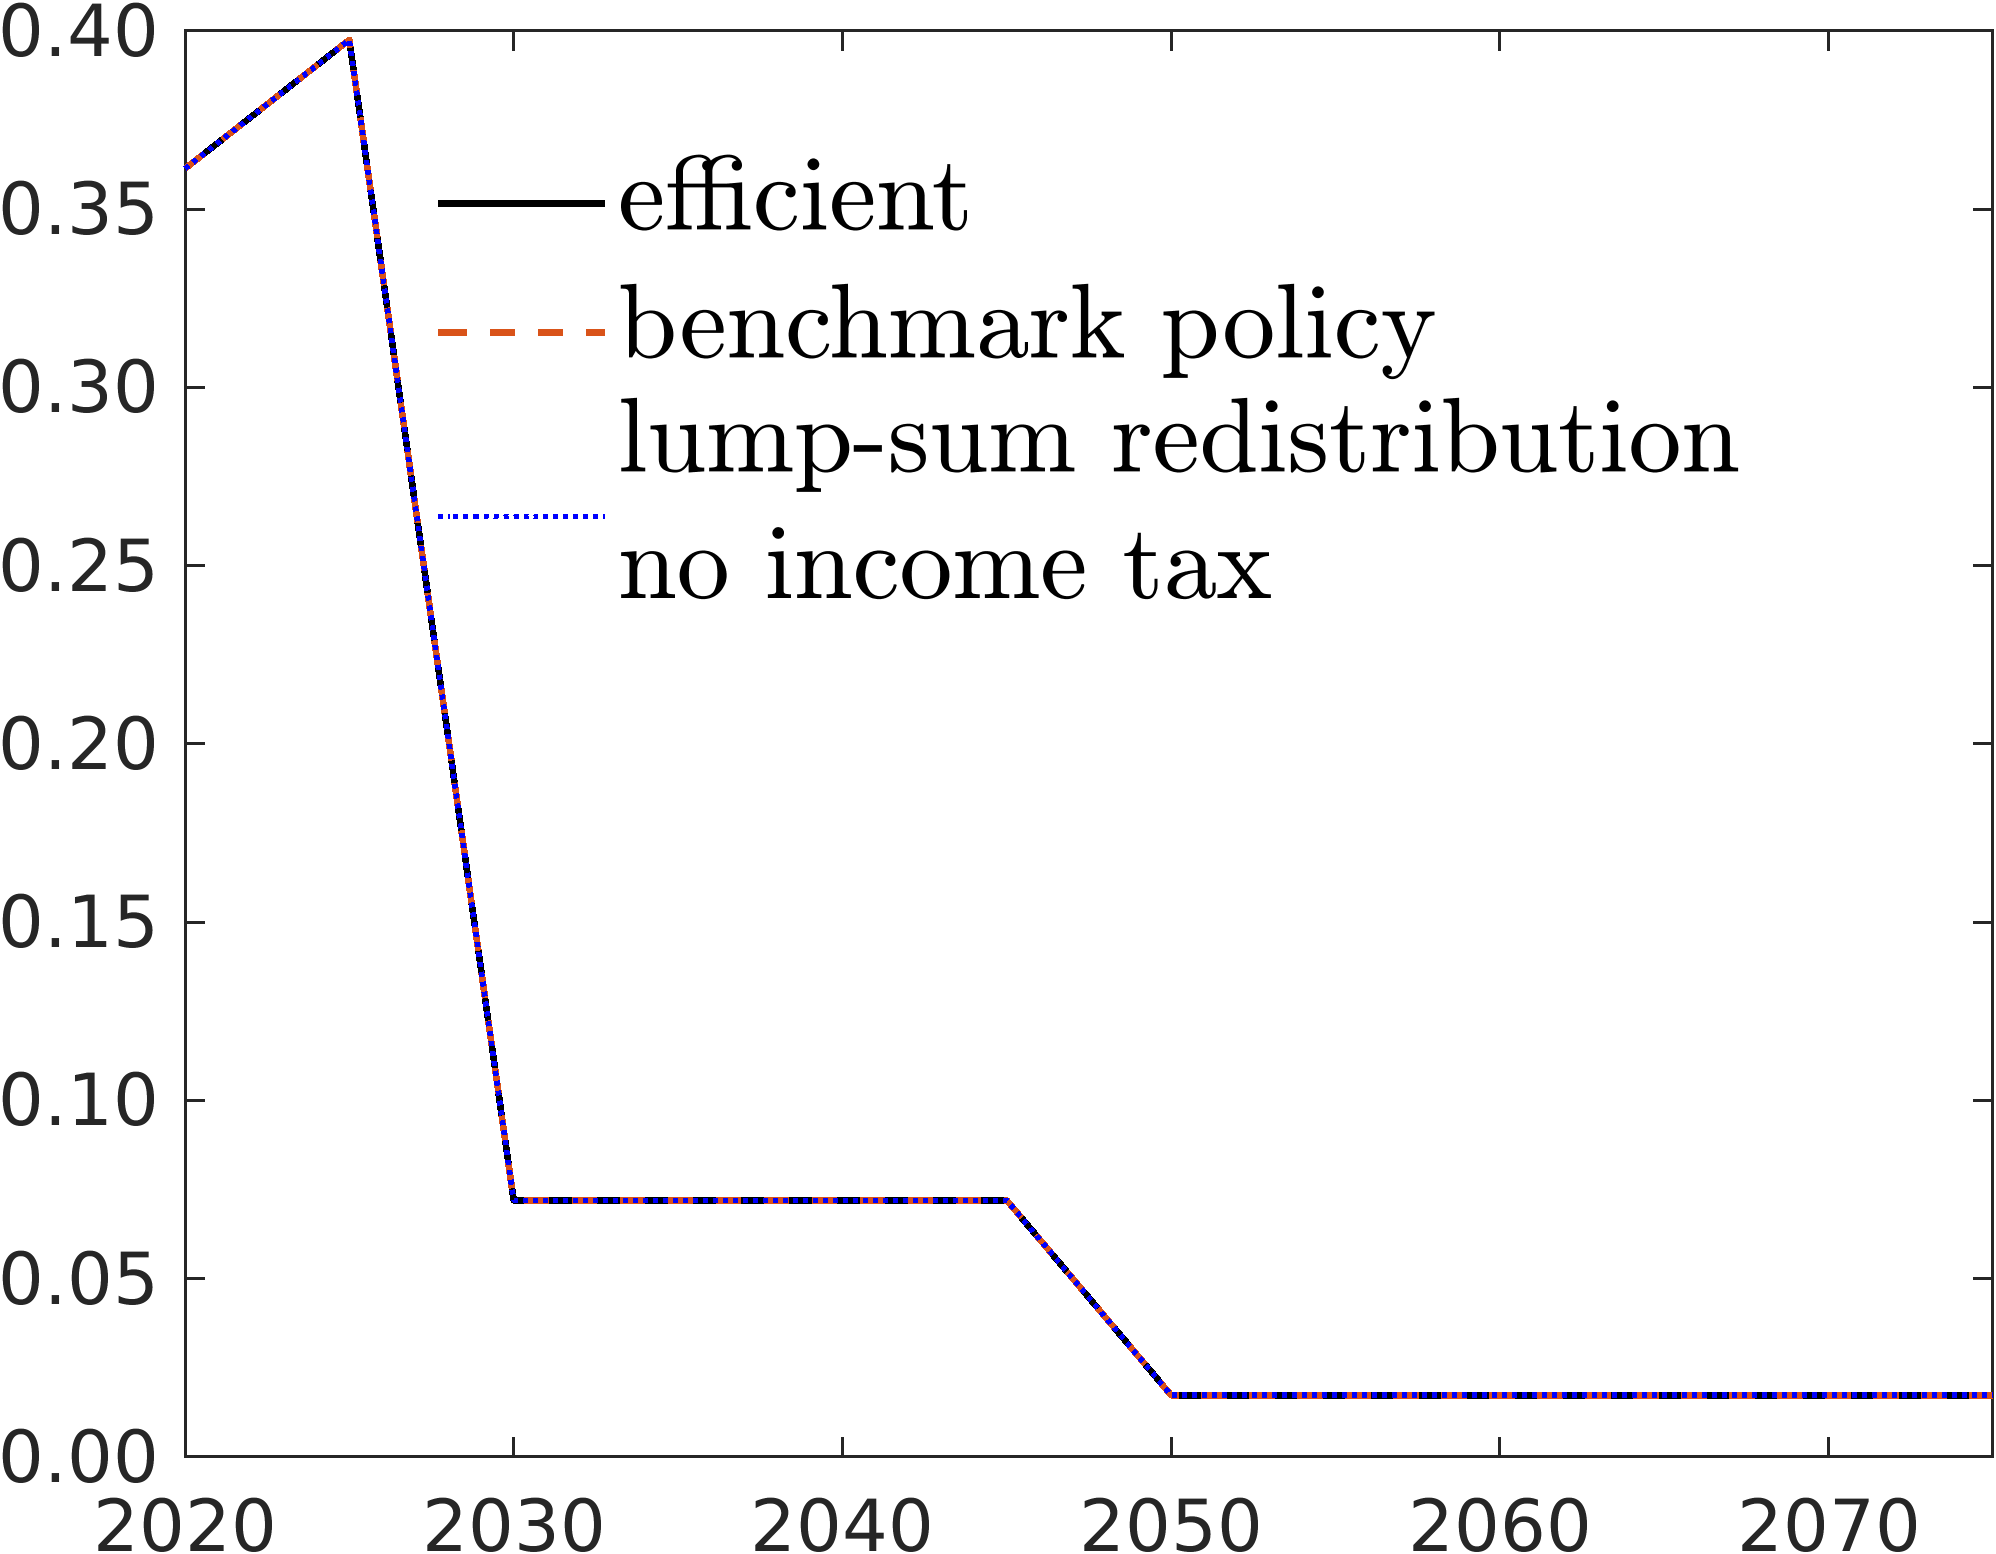 0.40
0.35
0.30
0.25
0.20
0.15
0.10
0.05
0.00
efficient
benchmark policy
lump-sum redistribution
no income tax
2020 2030 2040 2050 2060 2070